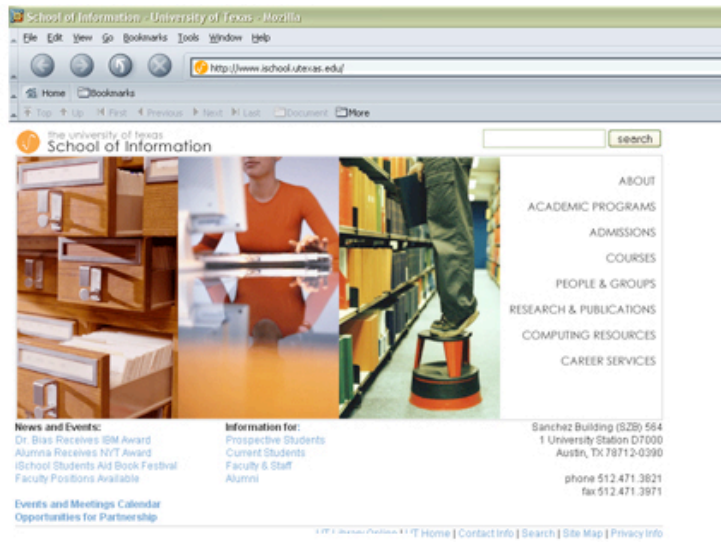 School of Information - University of Texas - Mozilla
File Edit View Go Bookmarks Tools Window Help
http://www.ischool.utexas.edu/
Home Bookmarks
Top Up First Previous Next Last Document More
the university of texas
School of Information
search
ABOUT
ACADEMIC PROGRAMS
ADMISSIONS
COURSES
PEOPLE & GROUPS
RESEARCH & PUBLICATIONS
COMPUTING RESOURCES
CAREER SERVICES
News and Events:
Dr. Bias Receives IBM Award
Alumna Receives NYT Award
iSchool Students Aid Book Festival
Faculty Positions Available
Events and Meetings Calendar
Opportunities for Partnership
Information for:
Prospective Students
Current Students
Faculty & Staff
Alumni
Sanchez Building (SZB) 564
1 University Station D7000
Austin, TX 78712-0390
phone 512.471.3821
fax 512.471.3971
UT Library Online | UT Home | Contact Info | Search | Site Map | Privacy Info